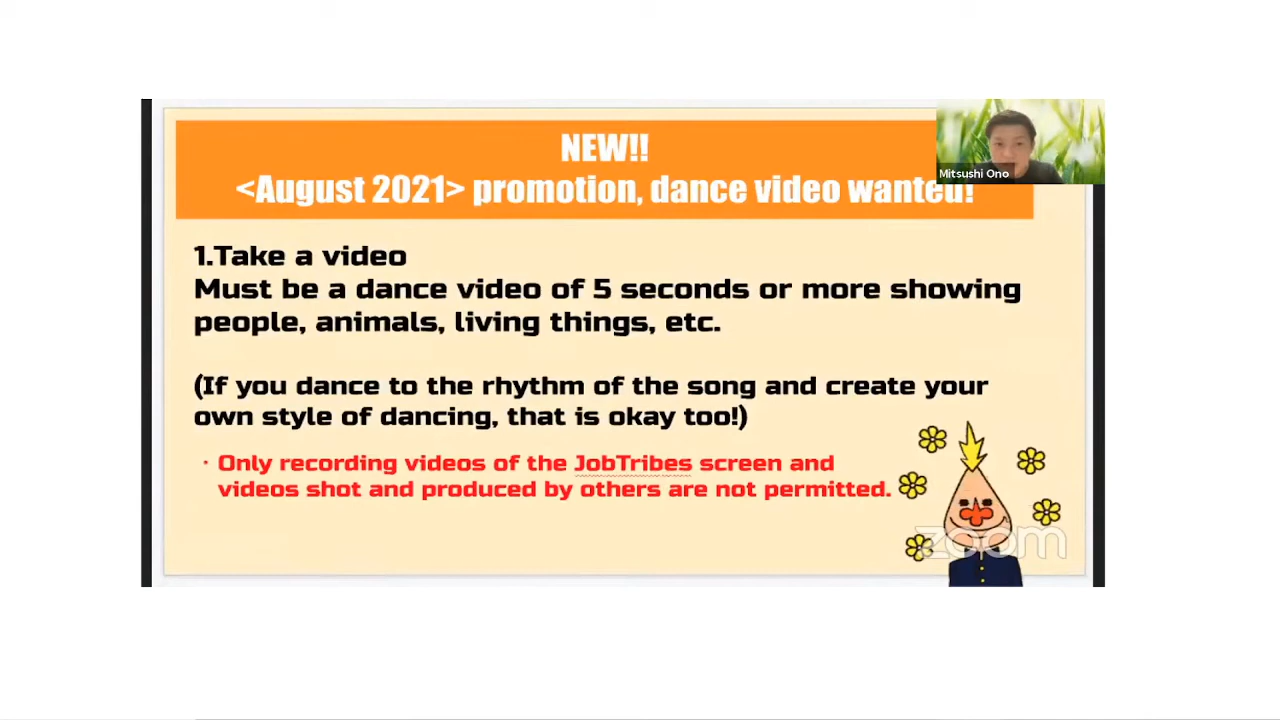 NEW!!
<August 2021> promotion, dance video wanted!
Mitsushi Ono
1.Take a video
Must be a dance video of 5 seconds or more showing
people, animals, living things, etc.
(If you dance to the rhythm of the song and create your
own style of dancing, that is okay too!)
· Only recording videos of the JobTribes screen and
videos shot and produced by others are not permitted.
zoom